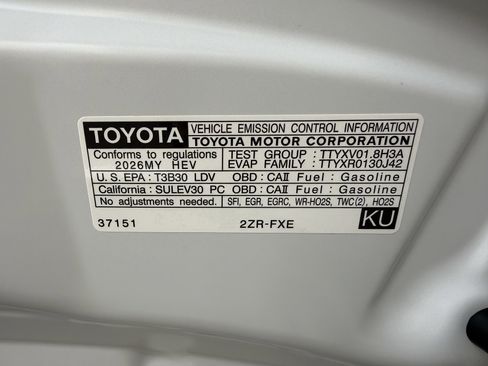 TOYOTA VEHICLE EMISSION CONTROL INFORMATION
TOYOTA MOTOR CORPORATION
Conforms to regulations TEST GROUP : TTYXV01.8H3A
2026MY HEV EVAP FAMILY : TTYXR0130J42
U.S. EPA : T3B30 LDV OBD : CAⅡ Fuel : Gasoline
California : SULEV30 PC OBD : CAⅡ Fuel : Gasoline
No adjustments needed. SFI, EGR, EGRC, WR-HO2S, TWC(2), HO2S
37151 2ZR-FXE KU